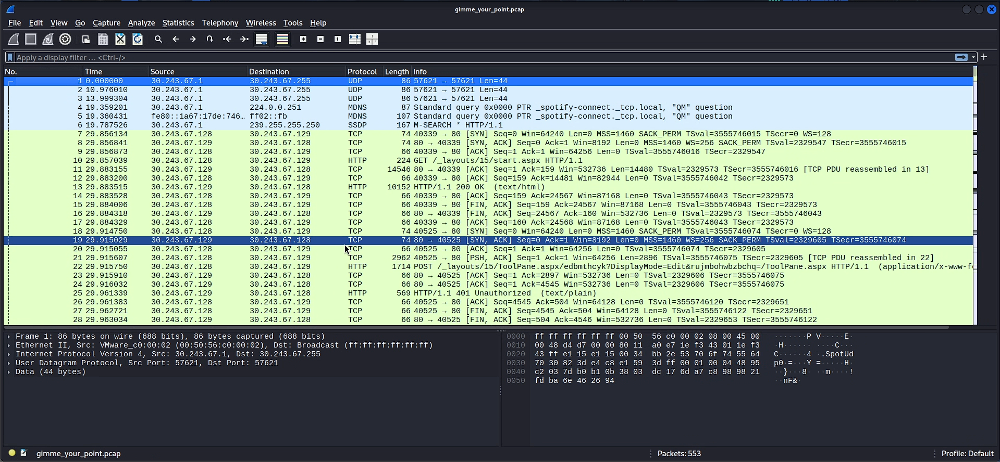 gimme_your_point.pcap
File Edit View Go Capture Analyze Statistics Telephony Wireless Tools Help
Apply a display filter … <Ctrl-/>
No. Time Source Destination Protocol Length Info
1 0.000000 30.243.67.1 30.243.67.255 UDP 86 57621 → 57621 Len=44
2 10.976010 30.243.67.1 30.243.67.255 UDP 86 57621 → 57621 Len=44
3 13.999304 30.243.67.1 30.243.67.255 UDP 86 57621 → 57621 Len=44
4 19.359201 30.243.67.1 224.0.0.251 MDNS 87 Standard query 0x0000 PTR _spotify-connect._tcp.local, "QM" question
5 19.360431 fe80::1a67:17de:746… ff02::fb MDNS 107 Standard query 0x0000 PTR _spotify-connect._tcp.local, "QM" question
6 19.787526 30.243.67.1 239.255.255.250 SSDP 167 M-SEARCH * HTTP/1.1
7 29.856134 30.243.67.128 30.243.67.129 TCP 74 40339 → 80 [SYN] Seq=0 Win=64240 Len=0 MSS=1460 SACK_PERM TSval=3555746015 TSecr=0 WS=128
8 29.856841 30.243.67.129 30.243.67.128 TCP 74 80 → 40339 [SYN, ACK] Seq=0 Ack=1 Win=8192 Len=0 MSS=1460 WS=256 SACK_PERM TSval=2329547 TSecr=3555746015
9 29.856873 30.243.67.128 30.243.67.129 TCP 66 40339 → 80 [ACK] Seq=1 Ack=1 Win=64256 Len=0 TSval=3555746016 TSecr=2329547
10 29.857039 30.243.67.128 30.243.67.129 HTTP 224 GET /_layouts/15/start.aspx HTTP/1.1
11 29.883155 30.243.67.129 30.243.67.128 TCP 14546 80 → 40339 [ACK] Seq=1 Ack=159 Win=532736 Len=14480 TSval=2329573 TSecr=3555746016 [TCP PDU reassembled in 13]
12 29.883200 30.243.67.128 30.243.67.129 TCP 66 40339 → 80 [ACK] Seq=159 Ack=14481 Win=82944 Len=0 TSval=3555746042 TSecr=2329573
13 29.883515 30.243.67.129 30.243.67.128 HTTP 10152 HTTP/1.1 200 OK (text/html)
14 29.883528 30.243.67.128 30.243.67.129 TCP 66 40339 → 80 [ACK] Seq=159 Ack=24567 Win=87168 Len=0 TSval=3555746043 TSecr=2329573
15 29.884006 30.243.67.128 30.243.67.129 TCP 66 40339 → 80 [FIN, ACK] Seq=159 Ack=24567 Win=87168 Len=0 TSval=3555746043 TSecr=2329573
16 29.884318 30.243.67.129 30.243.67.128 TCP 66 80 → 40339 [FIN, ACK] Seq=24567 Ack=160 Win=532736 Len=0 TSval=2329573 TSecr=3555746043
17 29.884329 30.243.67.128 30.243.67.129 TCP 66 40339 → 80 [ACK] Seq=160 Ack=24568 Win=87168 Len=0 TSval=3555746043 TSecr=2329573
18 29.914750 30.243.67.128 30.243.67.129 TCP 74 40525 → 80 [SYN] Seq=0 Win=64240 Len=0 MSS=1460 SACK_PERM TSval=3555746074 TSecr=0 WS=128
19 29.915029 30.243.67.129 30.243.67.128 TCP 74 80 → 40525 [SYN, ACK] Seq=0 Ack=1 Win=8192 Len=0 MSS=1460 WS=256 SACK_PERM TSval=2329605 TSecr=3555746074
20 29.915055 30.243.67.128 30.243.67.129 TCP 66 40525 → 80 [ACK] Seq=1 Ack=1 Win=64256 Len=0 TSval=3555746074 TSecr=2329605
21 29.915607 30.243.67.128 30.243.67.129 TCP 2962 40525 → 80 [PSH, ACK] Seq=1 Ack=1 Win=64256 Len=2896 TSval=3555746075 TSecr=2329605 [TCP PDU reassembled in 22]
22 29.915750 30.243.67.128 30.243.67.129 HTTP 1714 POST /_layouts/15/ToolPane.aspx/edbmthcyk?DisplayMode=Edit&rujmbohwbzbchq=/ToolPane.aspx HTTP/1.1 (application/x-www-f
23 29.915910 30.243.67.129 30.243.67.128 TCP 66 80 → 40525 [ACK] Seq=1 Ack=2897 Win=532736 Len=0 TSval=2329606 TSecr=3555746075
24 29.916032 30.243.67.129 30.243.67.128 TCP 66 80 → 40525 [ACK] Seq=1 Ack=4545 Win=532736 Len=0 TSval=2329606 TSecr=3555746075
25 29.961339 30.243.67.129 30.243.67.128 HTTP 569 HTTP/1.1 401 Unauthorized (text/plain)
26 29.961383 30.243.67.128 30.243.67.129 TCP 66 40525 → 80 [ACK] Seq=4545 Ack=504 Win=64128 Len=0 TSval=3555746120 TSecr=2329651
27 29.962721 30.243.67.128 30.243.67.129 TCP 66 40525 → 80 [FIN, ACK] Seq=4545 Ack=504 Win=64128 Len=0 TSval=3555746122 TSecr=2329651
28 29.963034 30.243.67.129 30.243.67.128 TCP 66 80 → 40525 [FIN, ACK] Seq=504 Ack=4546 Win=532736 Len=0 TSval=2329653 TSecr=3555746122
Frame 1: 86 bytes on wire (688 bits), 86 bytes captured (688 bits)
Ethernet II, Src: VMware_c0:00:02 (00:50:56:c0:00:02), Dst: Broadcast (ff:ff:ff:ff:ff:ff)
Internet Protocol Version 4, Src: 30.243.67.1, Dst: 30.243.67.255
User Datagram Protocol, Src Port: 57621, Dst Port: 57621
Data (44 bytes)
0000 ff ff ff ff ff ff 00 50 56 c0 00 02 08 00 45 00 ·······P V·····E·
0010 00 48 d4 d7 00 00 80 11 a0 e7 1e f3 43 01 1e f3 ·H······ ····C···
0020 43 ff e1 15 e1 15 00 34 bb 2e 53 70 6f 74 55 64 C······4 ·.SpotUd
0030 70 30 82 3d e4 c8 e1 59 3d ff 00 01 00 04 48 95 p0·=···Y =·····H·
0040 c2 03 7d b0 b1 0b 38 03 dc 17 6d a7 c8 98 98 21 ··}···8· ··m····!
0050 fd ba 6e 46 26 94 ··nF&·
gimme_your_point.pcap
Packets: 553
Profile: Default